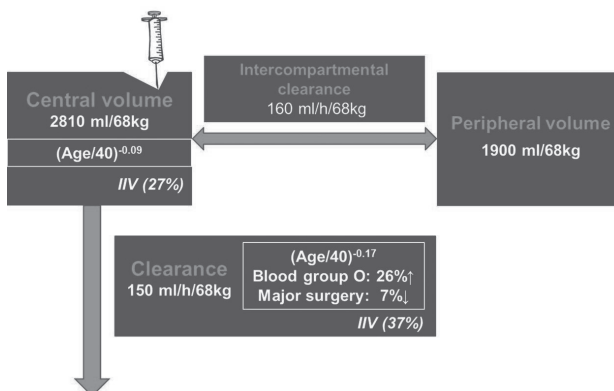 Central volume
2810 ml/68kg
(Age/40)-0.09
IIV (27%)
Intercompartmental
clearance
160 ml/h/68kg
Peripheral volume
1900 ml/68kg
Clearance
150 ml/h/68kg
(Age/40)-0.17
Blood group O: 26%↑
Major surgery: 7%↓
IIV (37%)